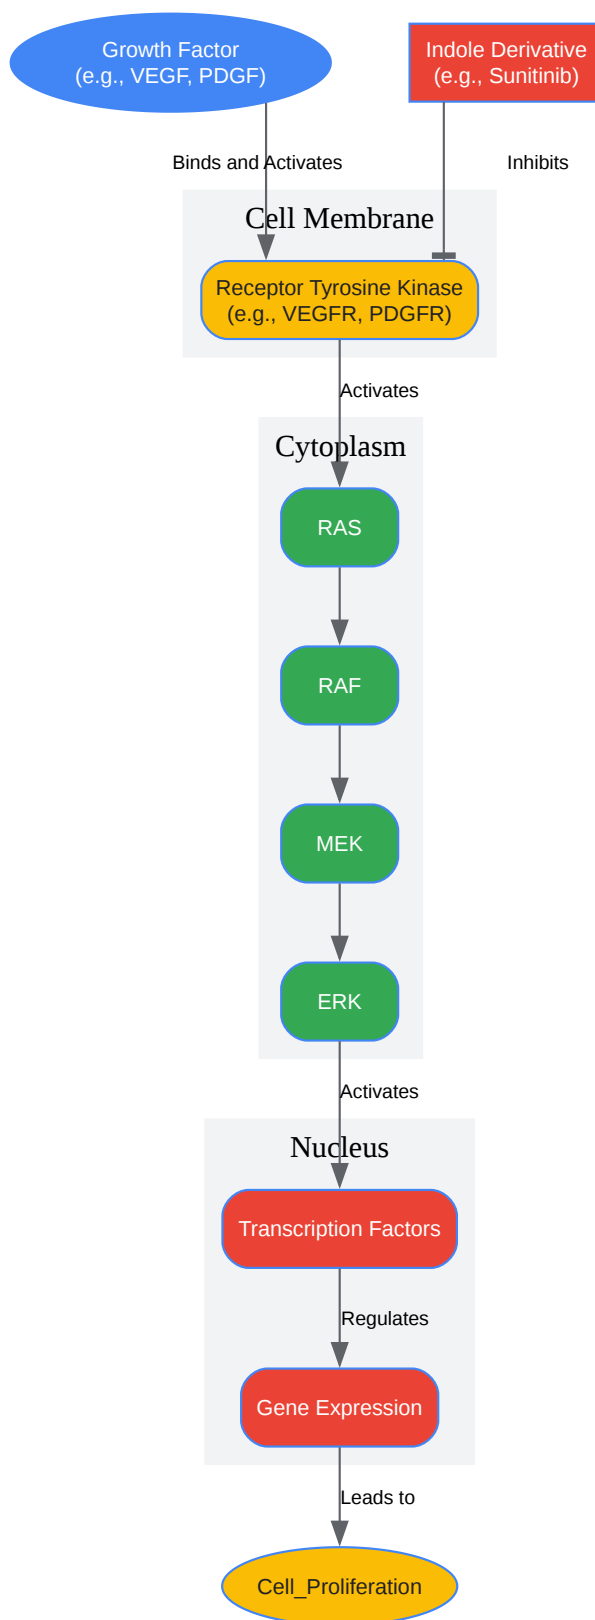 Growth Factor
(e.g., VEGF, PDGF)
Indole Derivative
(e.g., Sunitinib)
Binds and Activates
Inhibits
Cell Membrane
Receptor Tyrosine Kinase
(e.g., VEGFR, PDGFR)
Activates
Cytoplasm
RAS
RAF
MEK
ERK
Activates
Nucleus
Transcription Factors
Regulates
Gene Expression
Leads to
Cell_Proliferation